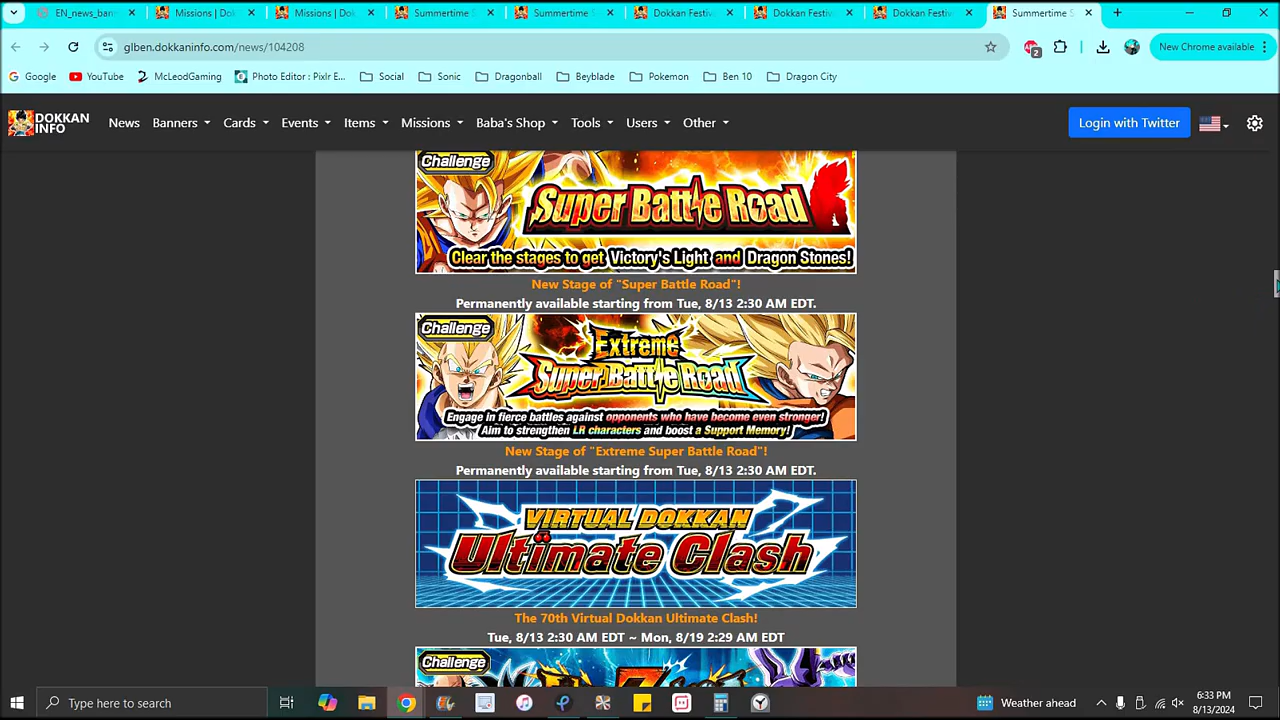 EN_news_bann
Missions | Dok
Missions | Dok
Summertime S
Summertime S
Dokkan Festiv
Dokkan Festiv
Dokkan Festiv
Summertime S
glben.dokkaninfo.com/news/104208
2
New Chrome available
Google
YouTube
McLeodGaming
Photo Editor : Pixlr E...
Social
Sonic
Dragonball
Beyblade
Pokemon
Ben 10
Dragon City
DOKKAN
INFO
News
Banners
Cards
Events
Items
Missions
Baba's Shop
Tools
Users
Other
Login with Twitter
Challenge
Super Battle Road
Clear the stages to get Victory's Light and Dragon Stones!
New Stage of "Super Battle Road"!
Permanently available starting from Tue, 8/13 2:30 AM EDT.
Challenge
Extreme
Super Battle Road
Engage in fierce battles against opponents who have become even stronger!
Aim to strengthen LR characters and boost a Support Memory!
New Stage of "Extreme Super Battle Road"!
Permanently available starting from Tue, 8/13 2:30 AM EDT.
VIRTUAL DOKKAN
Ultimate Clash
The 70th Virtual Dokkan Ultimate Clash!
Tue, 8/13 2:30 AM EDT ~ Mon, 8/19 2:29 AM EDT
Challenge
Type here to search
Weather ahead
6:33 PM
8/13/2024